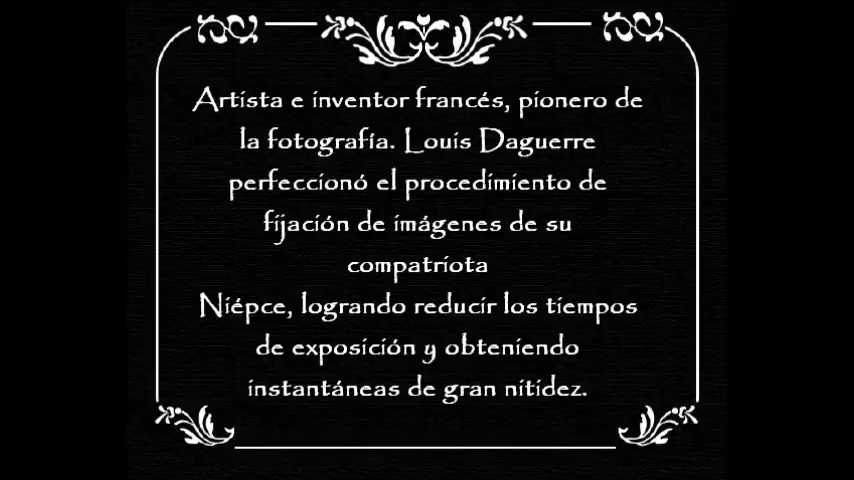 Artista e inventor francés, pionero de
la fotografía. Louis Daguerre
perfeccionó el procedimiento de
fijación de imágenes de su
compatriota
Niépce, logrando reducir los tiempos
de exposición y obteniendo
instantáneas de gran nitidez.